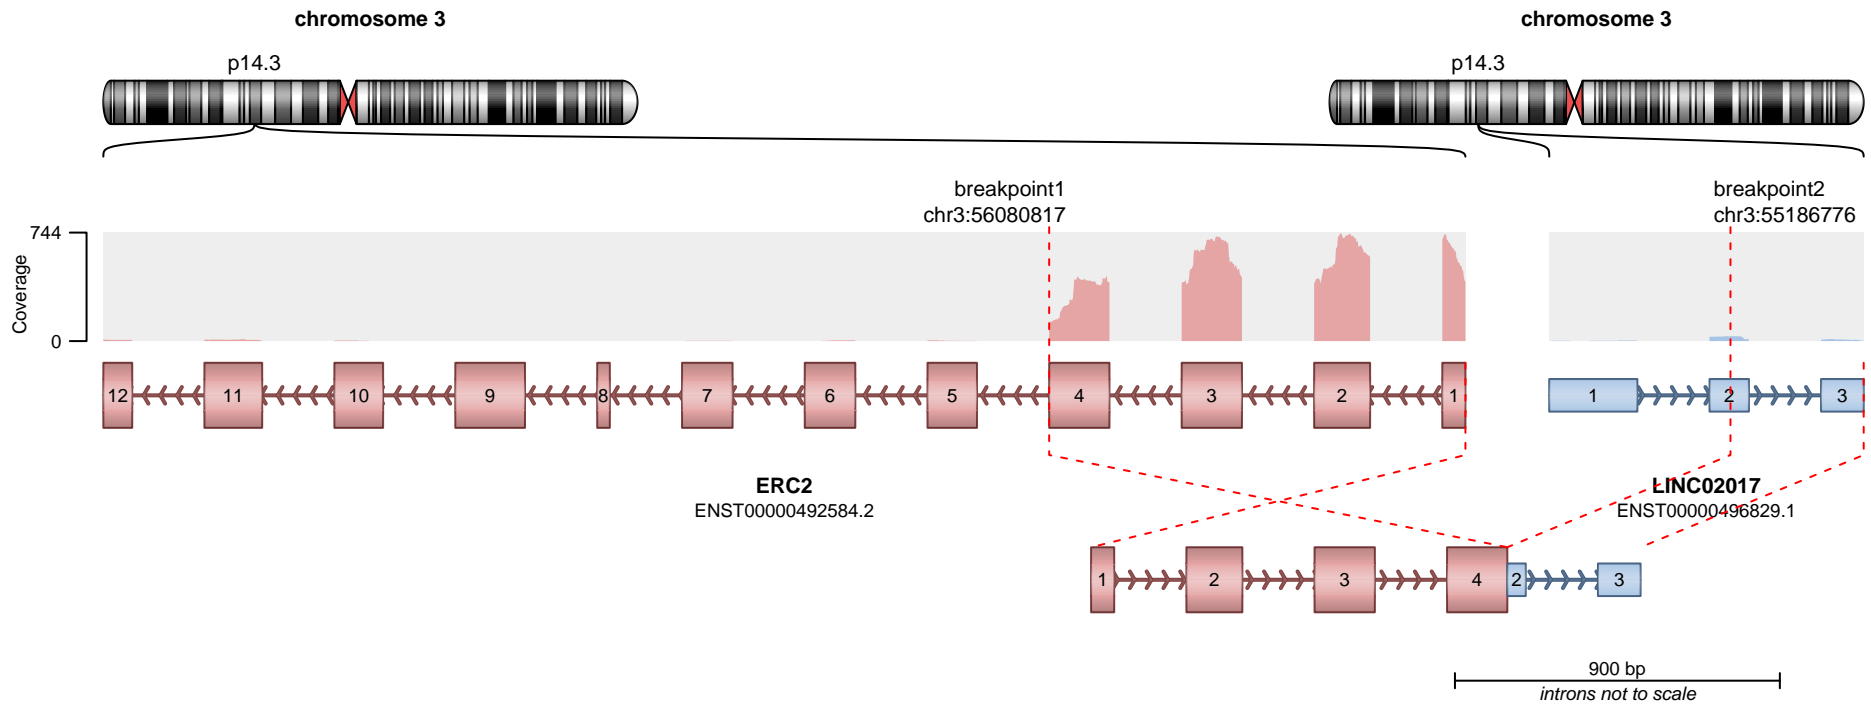 chromosome 3
chromosome 3
p14.3
p14.3
breakpoint1
chr3:56080817
breakpoint2
chr3:55186776
744
0
Coverage
12 11 10 9 8 7 6 5 4 3 2 1
1 2 3
ERC2
ENST00000492584.2
LINC02017
ENST00000496829.1
1 2 3 4 2 3
900 bp
introns not to scale